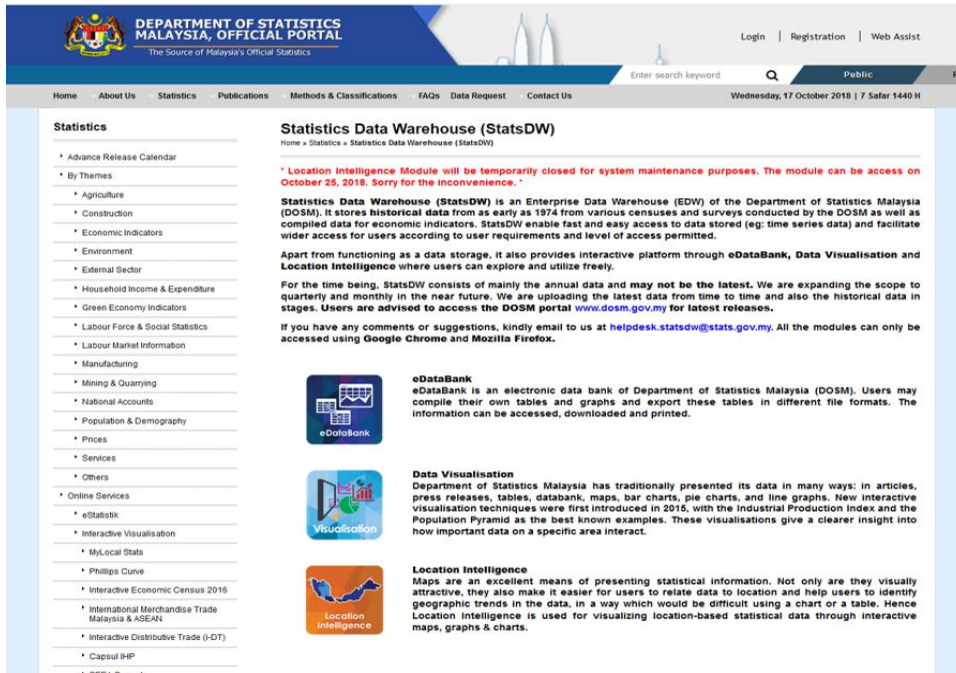 DEPARTMENT OF STATISTICS
MALAYSIA, OFFICIAL PORTAL
The Source of Malaysia's Official Statistics
Login | Registration | Web Assist
Enter search keyword
Public
Home About Us Statistics Publications Methods & Classifications FAQs Data Request Contact Us
Wednesday, 17 October 2018 | 7 Safar 1440 H
Statistics
Advance Release Calendar
By Themes
Agriculture
Construction
Economic Indicators
Environment
External Sector
Household Income & Expenditure
Green Economy Indicators
Labour Force & Social Statistics
Labour Market Information
Manufacturing
Mining & Quarrying
National Accounts
Population & Demography
Prices
Services
Others
Online Services
eStatistik
Interactive Visualisation
MyLocal Stats
Phillips Curve
Interactive Economic Census 2016
International Merchandise Trade
Malaysia & ASEAN
Interactive Distributive Trade (i-DT)
Capsul IHP
Statistics Data Warehouse (StatsDW)
Home » Statistics » Statistics Data Warehouse (StatsDW)
* Location Intelligence Module will be temporarily closed for system maintenance purposes. The module can be access on
October 25, 2018. Sorry for the inconvenience. *
Statistics Data Warehouse (StatsDW) is an Enterprise Data Warehouse (EDW) of the Department of Statistics Malaysia
(DOSM). It stores historical data from as early as 1974 from various censuses and surveys conducted by the DOSM as well as
compiled data for economic indicators. StatsDW enable fast and easy access to data stored (eg: time series data) and facilitate
wider access for users according to user requirements and level of access permitted.
Apart from functioning as a data storage, it also provides interactive platform through eDataBank, Data Visualisation and
Location Intelligence where users can explore and utilize freely.
For the time being, StatsDW consists of mainly the annual data and may not be the latest. We are expanding the scope to
quarterly and monthly in the near future. We are uploading the latest data from time to time and also the historical data in
stages. Users are advised to access the DOSM portal www.dosm.gov.my for latest releases.
If you have any comments or suggestions, kindly email to us at helpdesk.statsdw@stats.gov.my. All the modules can only be
accessed using Google Chrome and Mozilla Firefox.
eDataBank
eDataBank
eDataBank is an electronic data bank of Department of Statistics Malaysia (DOSM). Users may
compile their own tables and graphs and export these tables in different file formats. The
information can be accessed, downloaded and printed.
Visualisation
Data Visualisation
Department of Statistics Malaysia has traditionally presented its data in many ways: in articles,
press releases, tables, databank, maps, bar charts, pie charts, and line graphs. New interactive
visualisation techniques were first introduced in 2015, with the Industrial Production Index and the
Population Pyramid as the best known examples. These visualisations give a clearer insight into
how important data on a specific area interact.
Location
Intelligence
Location Intelligence
Maps are an excellent means of presenting statistical information. Not only are they visually
attractive, they also make it easier for users to relate data to location and help users to identify
geographic trends in the data, in a way which would be difficult using a chart or a table. Hence
Location Intelligence is used for visualizing location-based statistical data through interactive
maps, graphs & charts.